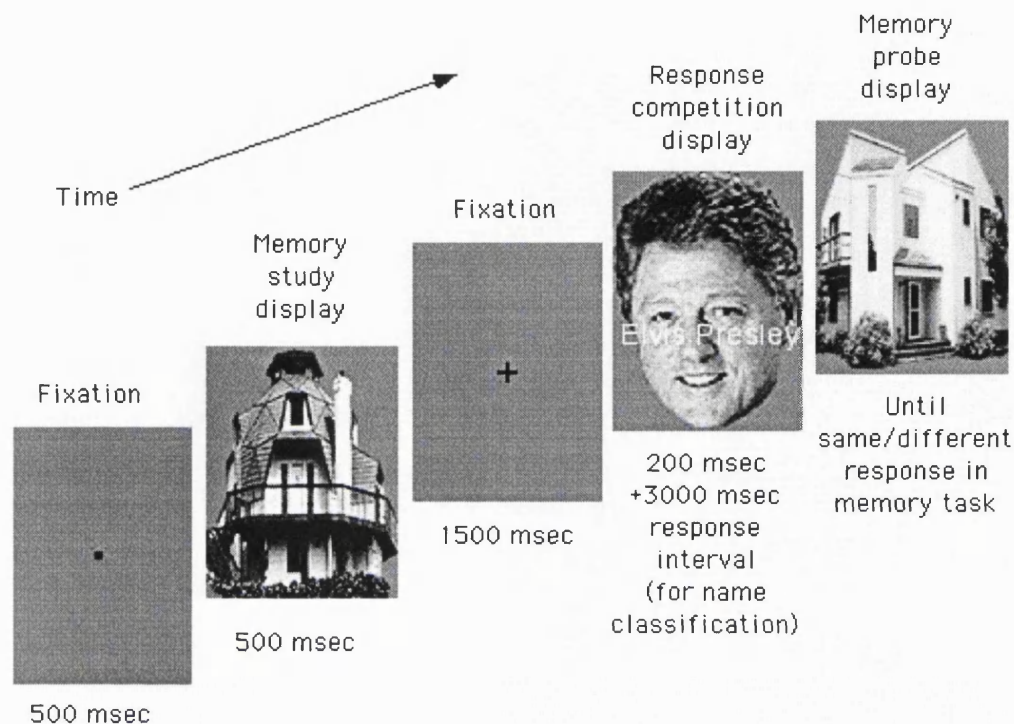 Time
Fixation
500 msec
Memory
study
display
500 msec
Fixation
1500 msec
Response
competition
display
Elvis Presley
200 msec
+3000 msec
response
interval
(for name
classification)
Memory
probe
display
Until
same/different
response in
memory task